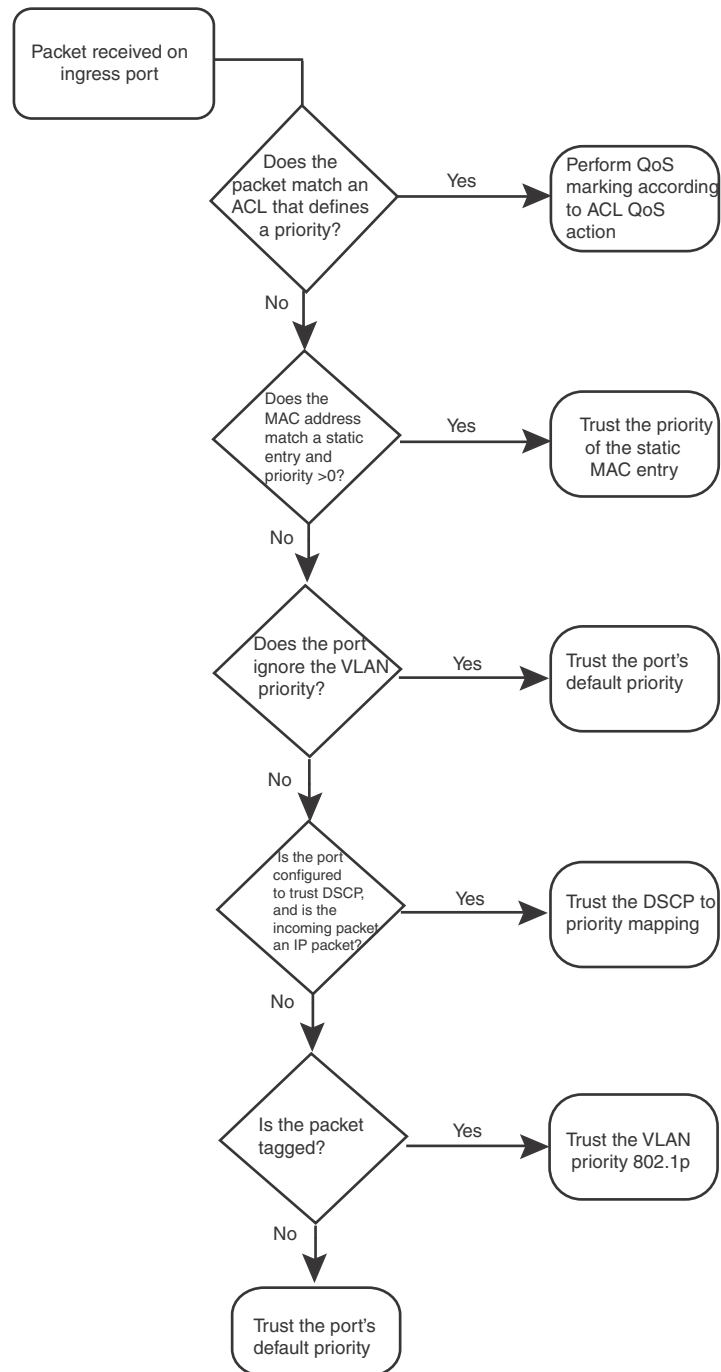 Packet received on
ingress port
Does the
packet match an
ACL that defines
a priority?
Yes
Perform QoS
marking according
to ACL QoS
action
No
Does the
MAC address
match a static
entry and
priority >0?
Yes
Trust the priority
of the static
MAC entry
No
Does the port
ignore the VLAN
priority?
Yes
Trust the port's
default priority
No
Is the port
configured
to trust DSCP,
and is the
incoming packet
an IP packet?
Yes
Trust the DSCP to
priority mapping
No
Is the packet
tagged?
Yes
Trust the VLAN
priority 802.1p
No
Trust the port's
default priority